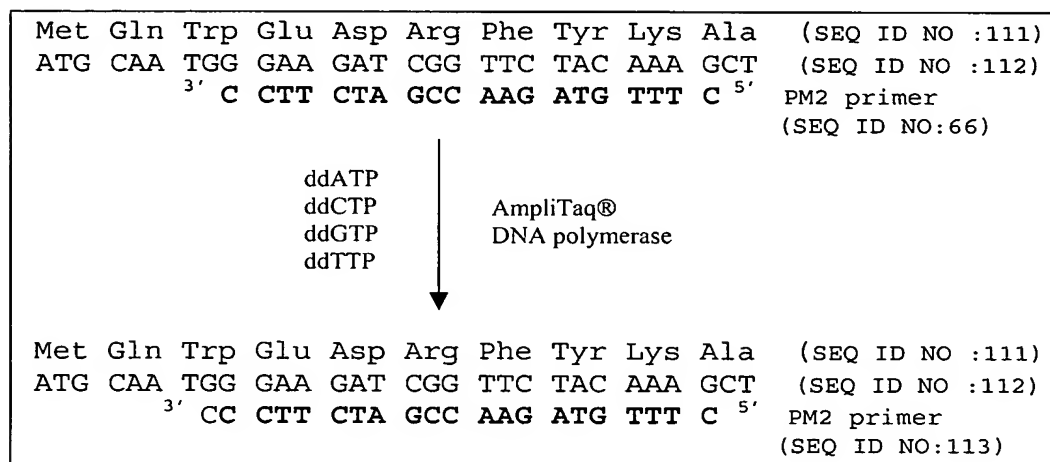 Met Gln Trp Glu Asp Arg Phe Tyr Lys Ala (SEQ ID NO :111)
ATG CAA TGG GAA GAT CGG TTC TAC AAA GCT (SEQ ID NO :112)
3′ C CTT CTA GCC AAG ATG TTT C 5′ PM2 primer
(SEQ ID NO:66)
ddATP
ddCTP AmpliTaq®
ddGTP DNA polymerase
ddTTP
Met Gln Trp Glu Asp Arg Phe Tyr Lys Ala (SEQ ID NO :111)
ATG CAA TGG GAA GAT CGG TTC TAC AAA GCT (SEQ ID NO :112)
3′ CC CTT CTA GCC AAG ATG TTT C 5′ PM2 primer
(SEQ ID NO:113)